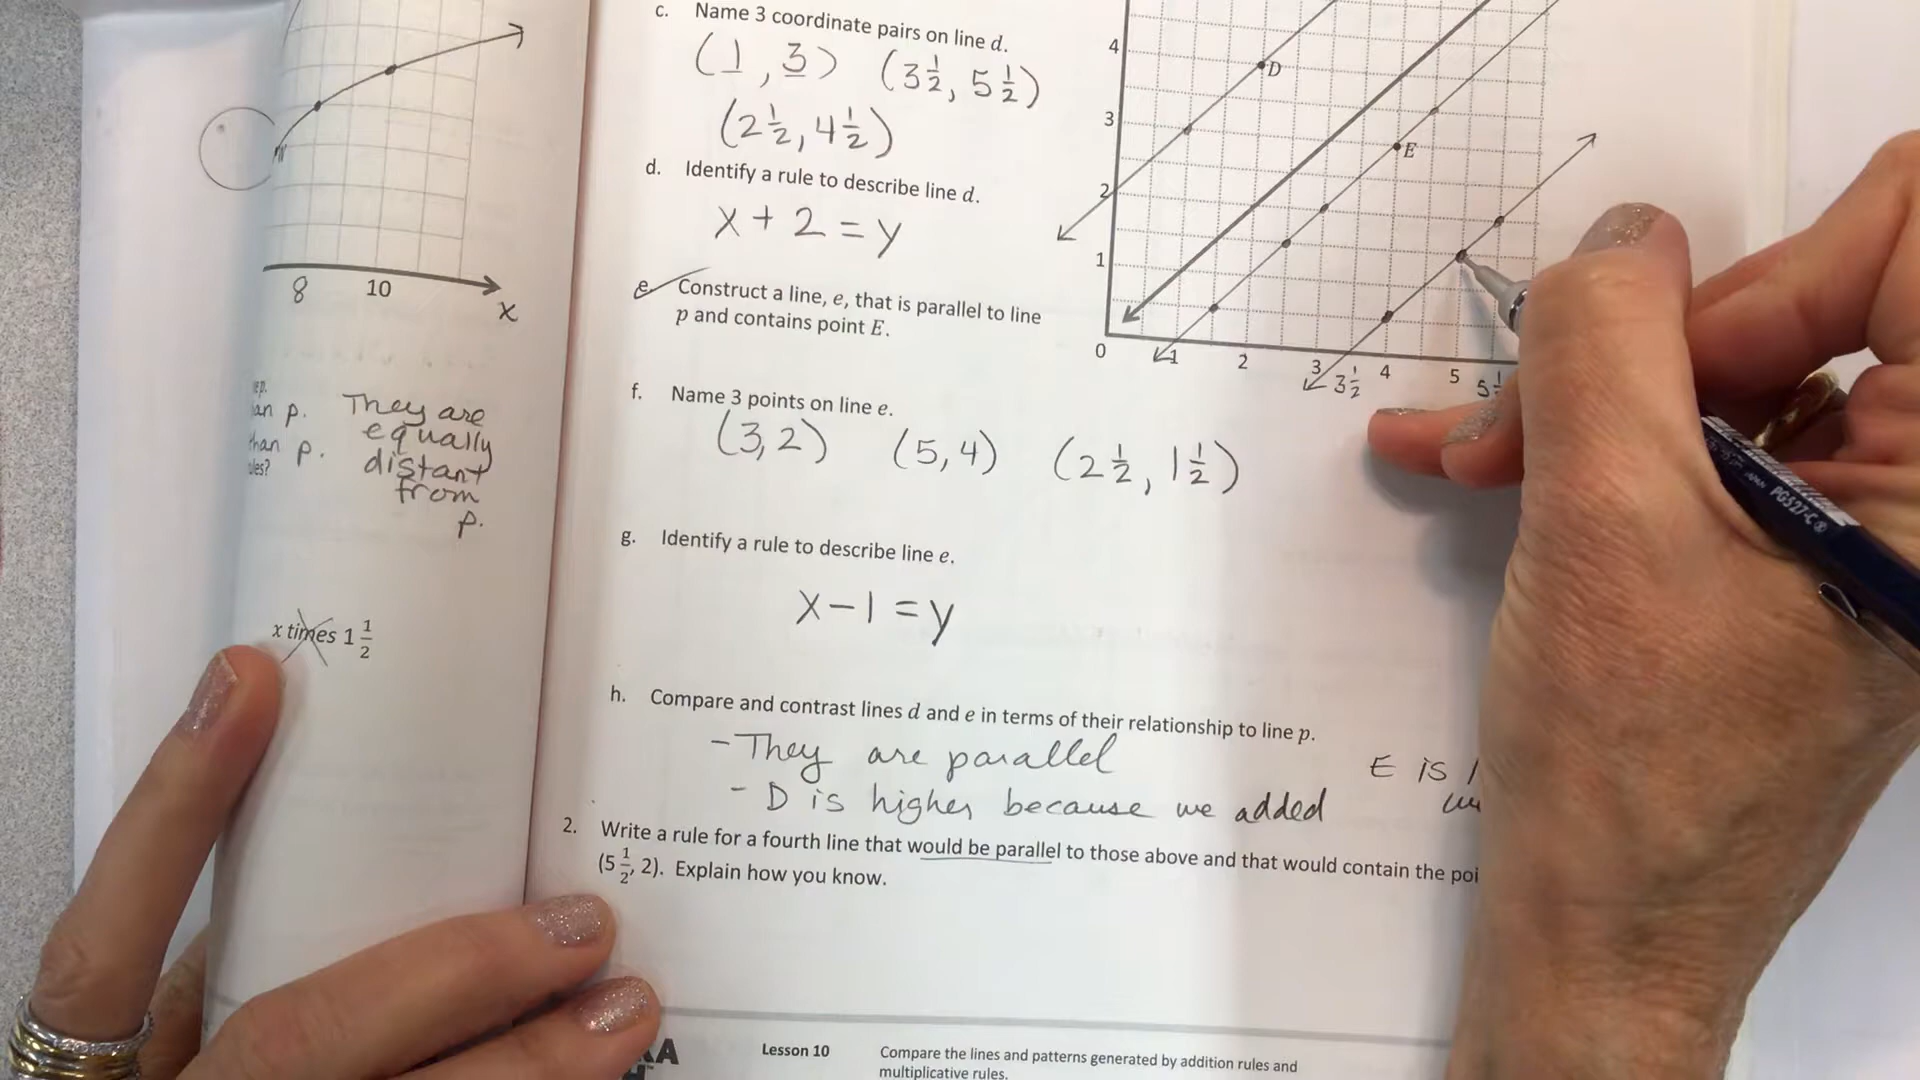 c. Name 3 coordinate pairs on line d.
(1, 3) (3 1/2, 5 1/2)
(2 1/2, 4 1/2)
d. Identify a rule to describe line d.
x + 2 = y
e. Construct a line, e, that is parallel to line
p and contains point E.
f. Name 3 points on line e.
(3, 2) (5, 4) (2 1/2, 1 1/2)
g. Identify a rule to describe line e.
x - 1 = y
h. Compare and contrast lines d and e in terms of their relationship to line p.
- They are parallel
- D is higher because we added
E is
2. Write a rule for a fourth line that would be parallel to those above and that would contain the poi
(5 1/2, 2). Explain how you know.
Lesson 10
Compare the lines and patterns generated by addition rules and
multiplicative rules.
4
D
3
E
2
1
0 1 2 3 3 1/2 4 5 5
8 10
x
ep.
an p.
than p.
ules?
They are
equally
distant
from
p.
x times 1 1/2
PG527-C